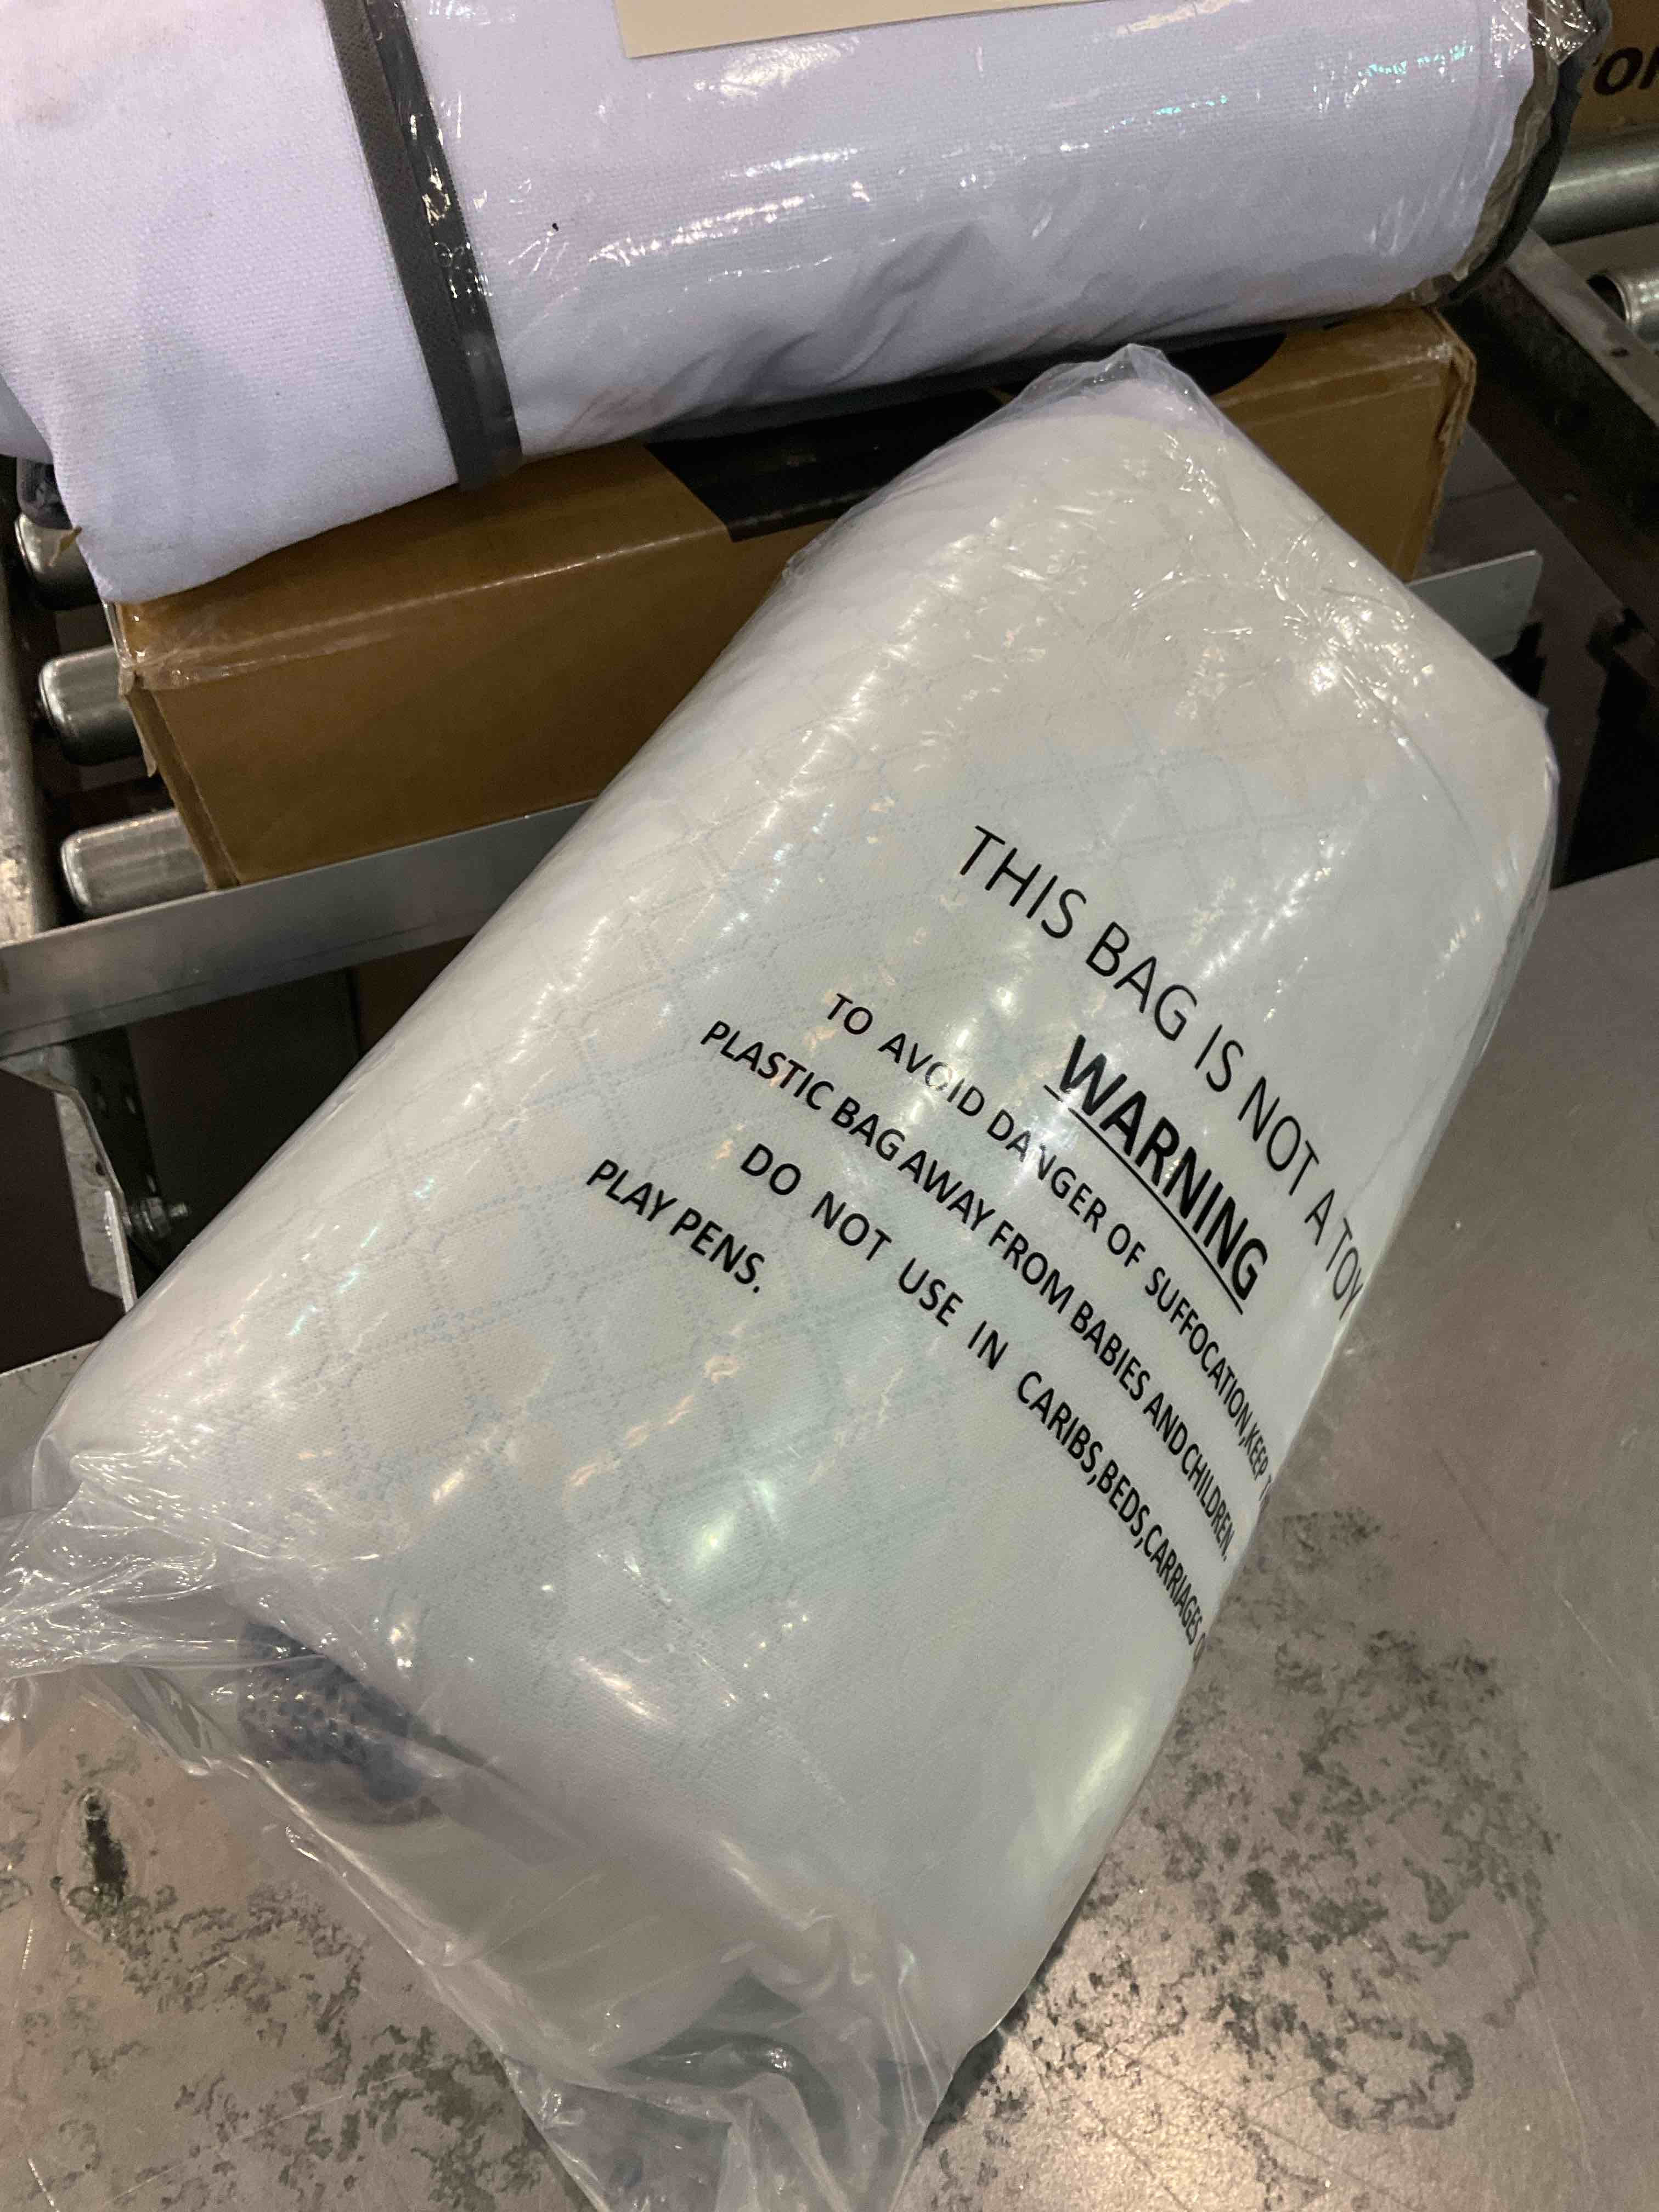 THIS BAG IS NOT A TOY
WARNING
TO AVOID DANGER OF SUFFOCATION,KEEP
PLASTIC BAG AWAY FROM BABIES AND CHILDREN.
DO NOT USE IN CARIBS,BEDS,CARRIAGES
PLAY PENS.